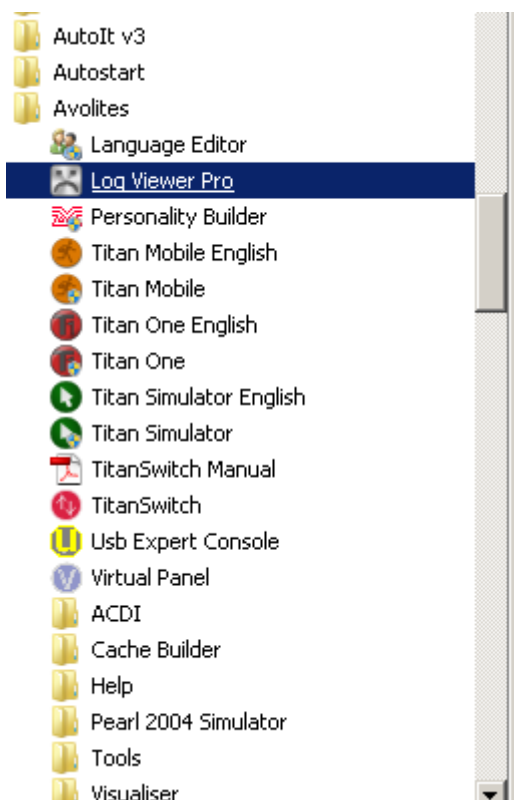 AutoIt v3
Autostart
Avolites
Language Editor
Log Viewer Pro
Personality Builder
Titan Mobile English
Titan Mobile
Titan One English
Titan One
Titan Simulator English
Titan Simulator
TitanSwitch Manual
TitanSwitch
Usb Expert Console
Virtual Panel
ACDI
Cache Builder
Help
Pearl 2004 Simulator
Tools
Visualiser